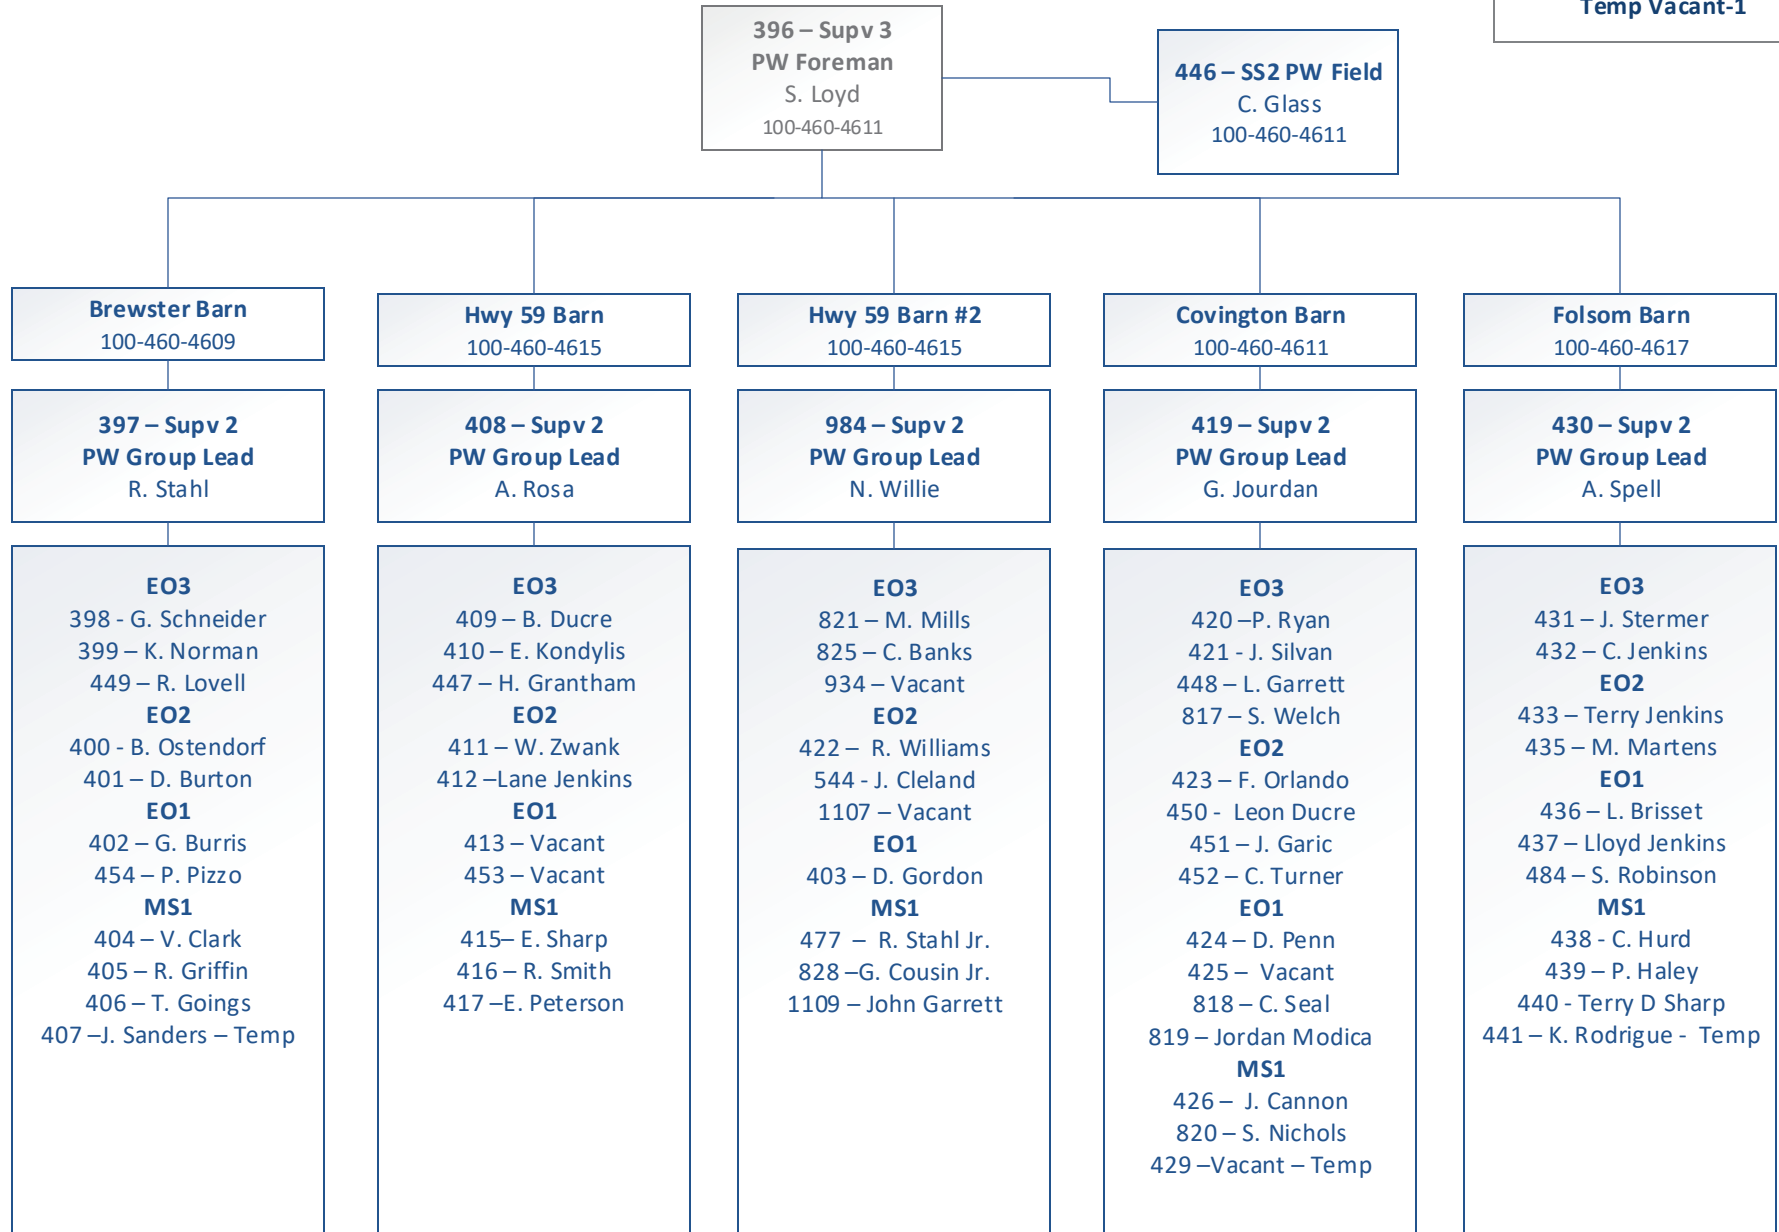 Temp Vacant-1
396 – Supv 3
PW Foreman
S. Loyd
100-460-4611
446 – SS2 PW Field
C. Glass
100-460-4611
Brewster Barn
100-460-4609
397 – Supv 2
PW Group Lead
R. Stahl
EO3
398 - G. Schneider
399 – K. Norman
449 – R. Lovell
EO2
400 - B. Ostendorf
401 – D. Burton
EO1
402 – G. Burris
454 – P. Pizzo
MS1
404 – V. Clark
405 – R. Griffin
406 – T. Goings
407 –J. Sanders – Temp
Hwy 59 Barn
100-460-4615
408 – Supv 2
PW Group Lead
A. Rosa
EO3
409 – B. Ducre
410 – E. Kondylis
447 – H. Grantham
EO2
411 – W. Zwank
412 –Lane Jenkins
EO1
413 – Vacant
453 – Vacant
MS1
415– E. Sharp
416 – R. Smith
417 –E. Peterson
Hwy 59 Barn #2
100-460-4615
984 – Supv 2
PW Group Lead
N. Willie
EO3
821 – M. Mills
825 – C. Banks
934 – Vacant
EO2
422 – R. Williams
544 - J. Cleland
1107 – Vacant
EO1
403 – D. Gordon
MS1
477 – R. Stahl Jr.
828 –G. Cousin Jr.
1109 – John Garrett
Covington Barn
100-460-4611
419 – Supv 2
PW Group Lead
G. Jourdan
EO3
420 –P. Ryan
421 - J. Silvan
448 – L. Garrett
817 – S. Welch
EO2
423 – F. Orlando
450 - Leon Ducre
451 – J. Garic
452 – C. Turner
EO1
424 – D. Penn
425 – Vacant
818 – C. Seal
819 – Jordan Modica
MS1
426 – J. Cannon
820 – S. Nichols
429 –Vacant – Temp
Folsom Barn
100-460-4617
430 – Supv 2
PW Group Lead
A. Spell
EO3
431 – J. Stermer
432 – C. Jenkins
EO2
433 – Terry Jenkins
435 – M. Martens
EO1
436 – L. Brisset
437 – Lloyd Jenkins
484 – S. Robinson
MS1
438 - C. Hurd
439 – P. Haley
440 - Terry D Sharp
441 – K. Rodrigue - Temp